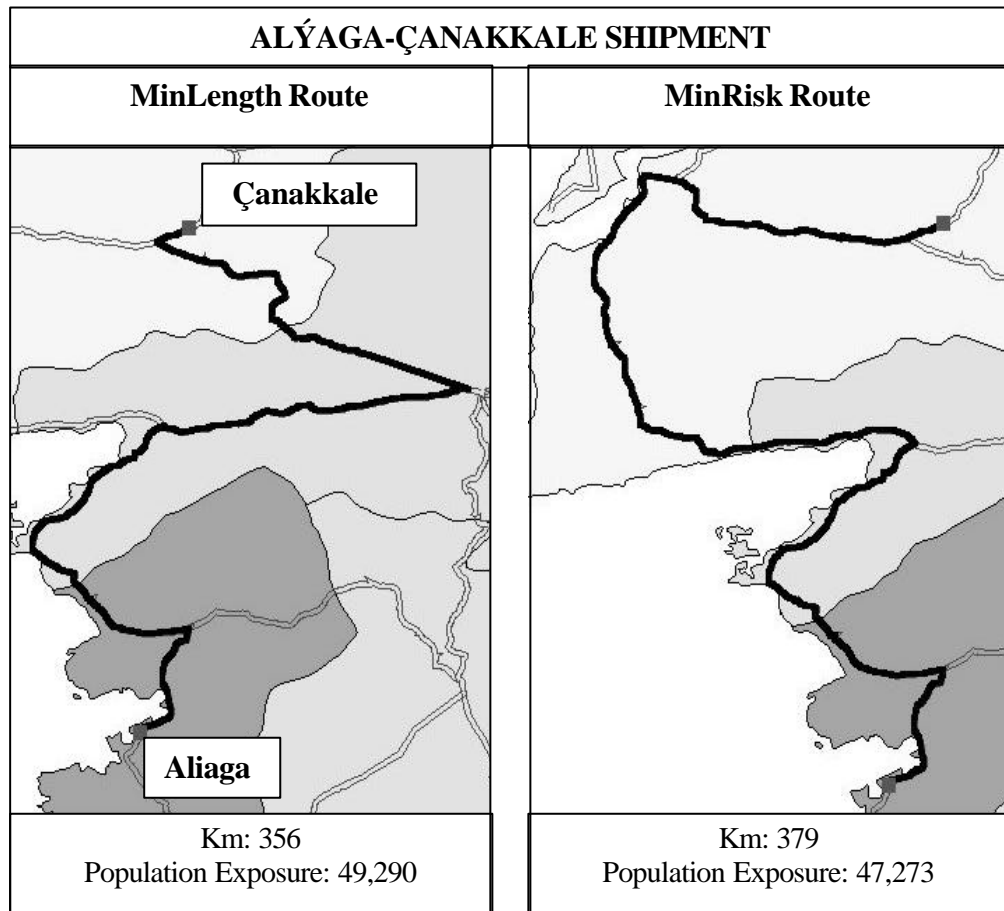 ALÝAGA-ÇANAKKALE SHIPMENT
MinLength Route
MinRisk Route
Çanakkale
Aliaga
Km: 356
Population Exposure: 49,290
Km: 379
Population Exposure: 47,273